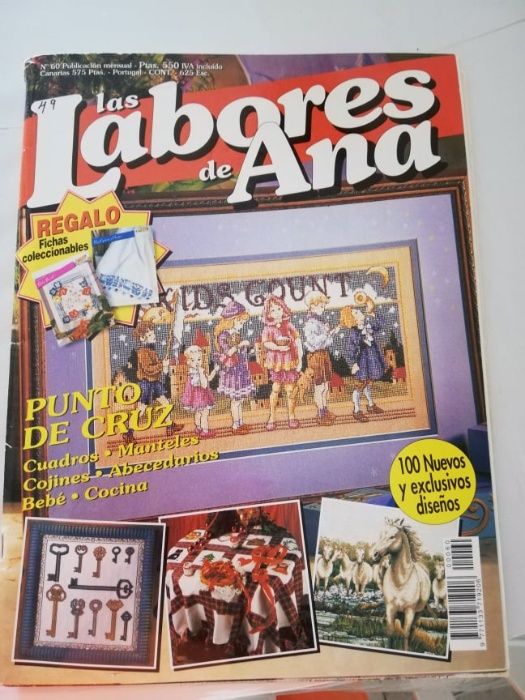 Nº 60 Publicación mensual - Ptas. 550 IVA incluido
Canarias 575 Ptas. - Portugal - CONT. - 625 Esc.
49
las
Labores
de Ana
REGALO
Fichas
coleccionables
KIDS COUNT
PUNTO
DE CRUZ
Cuadros • Manteles
Cojines • Abecedarios
Bebé • Cocina
100 Nuevos
y exclusivos
diseños
00060